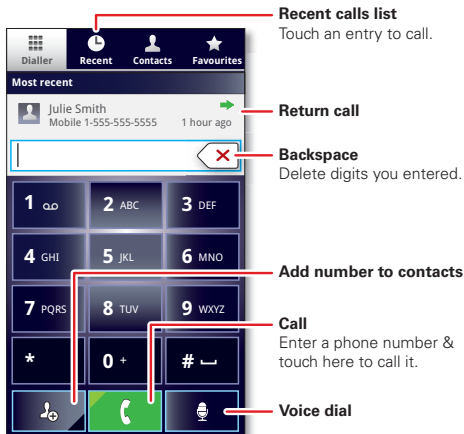 Recent calls list
Touch an entry to call.
Dialler Recent Contacts Favourites
Most recent
Julie Smith
Mobile 1-555-555-5555 1 hour ago
Return call
Backspace
Delete digits you entered.
1 2 ABC 3 DEF
4 GHI 5 JKL 6 MNO
Add number to contacts
7 PQRS 8 TUV 9 WXYZ
Call
Enter a phone number &
touch here to call it.
* 0 + #
Voice dial